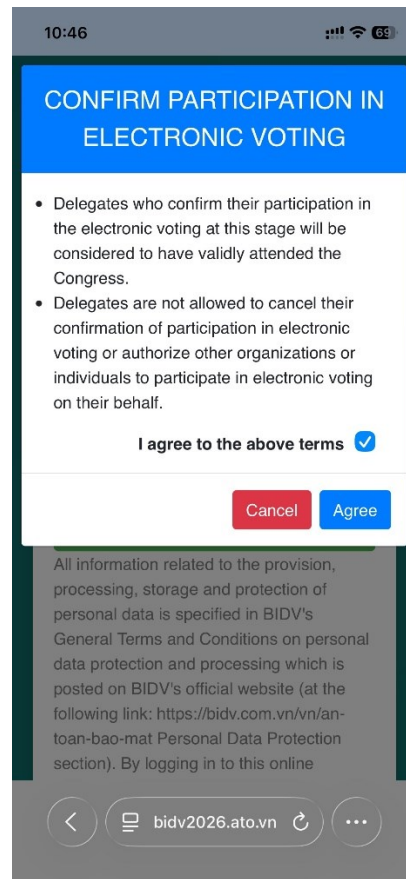 10:46
69
CONFIRM PARTICIPATION IN
ELECTRONIC VOTING
• Delegates who confirm their participation in
the electronic voting at this stage will be
considered to have validly attended the
Congress.
• Delegates are not allowed to cancel their
confirmation of participation in electronic
voting or authorize other organizations or
individuals to participate in electronic voting
on their behalf.
I agree to the above terms
Cancel Agree
All information related to the provision,
processing, storage and protection of
personal data is specified in BIDV's
General Terms and Conditions on personal
data protection and processing which is
posted on BIDV's official website (at the
following link: https://bidv.com.vn/vn/an-
toan-bao-mat Personal Data Protection
section). By logging in to this online
bidv2026.ato.vn